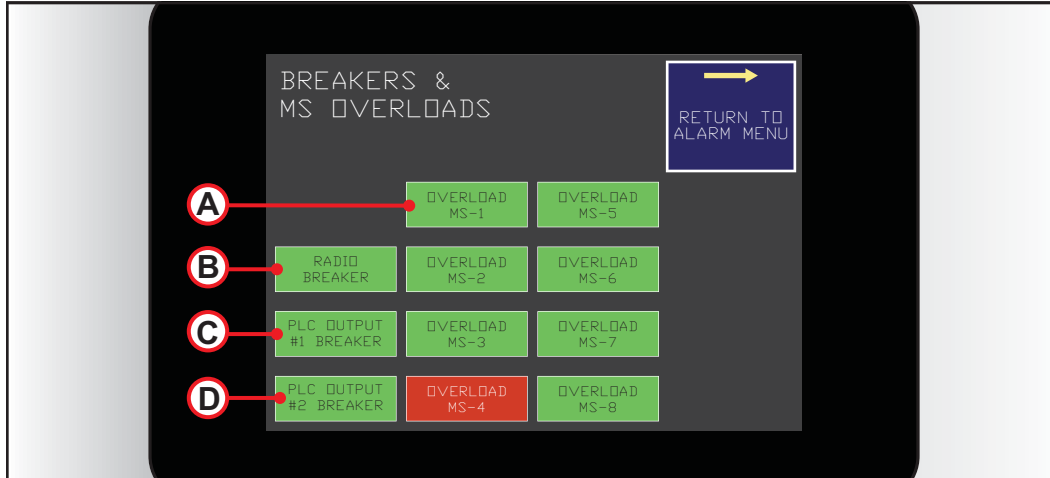 BREAKERS &
MS OVERLOADS
RETURN TO
ALARM MENU
A
OVERLOAD
MS-1
OVERLOAD
MS-5
B
RADIO
BREAKER
OVERLOAD
MS-2
OVERLOAD
MS-6
C
PLC OUTPUT
#1 BREAKER
OVERLOAD
MS-3
OVERLOAD
MS-7
D
PLC OUTPUT
#2 BREAKER
OVERLOAD
MS-4
OVERLOAD
MS-8